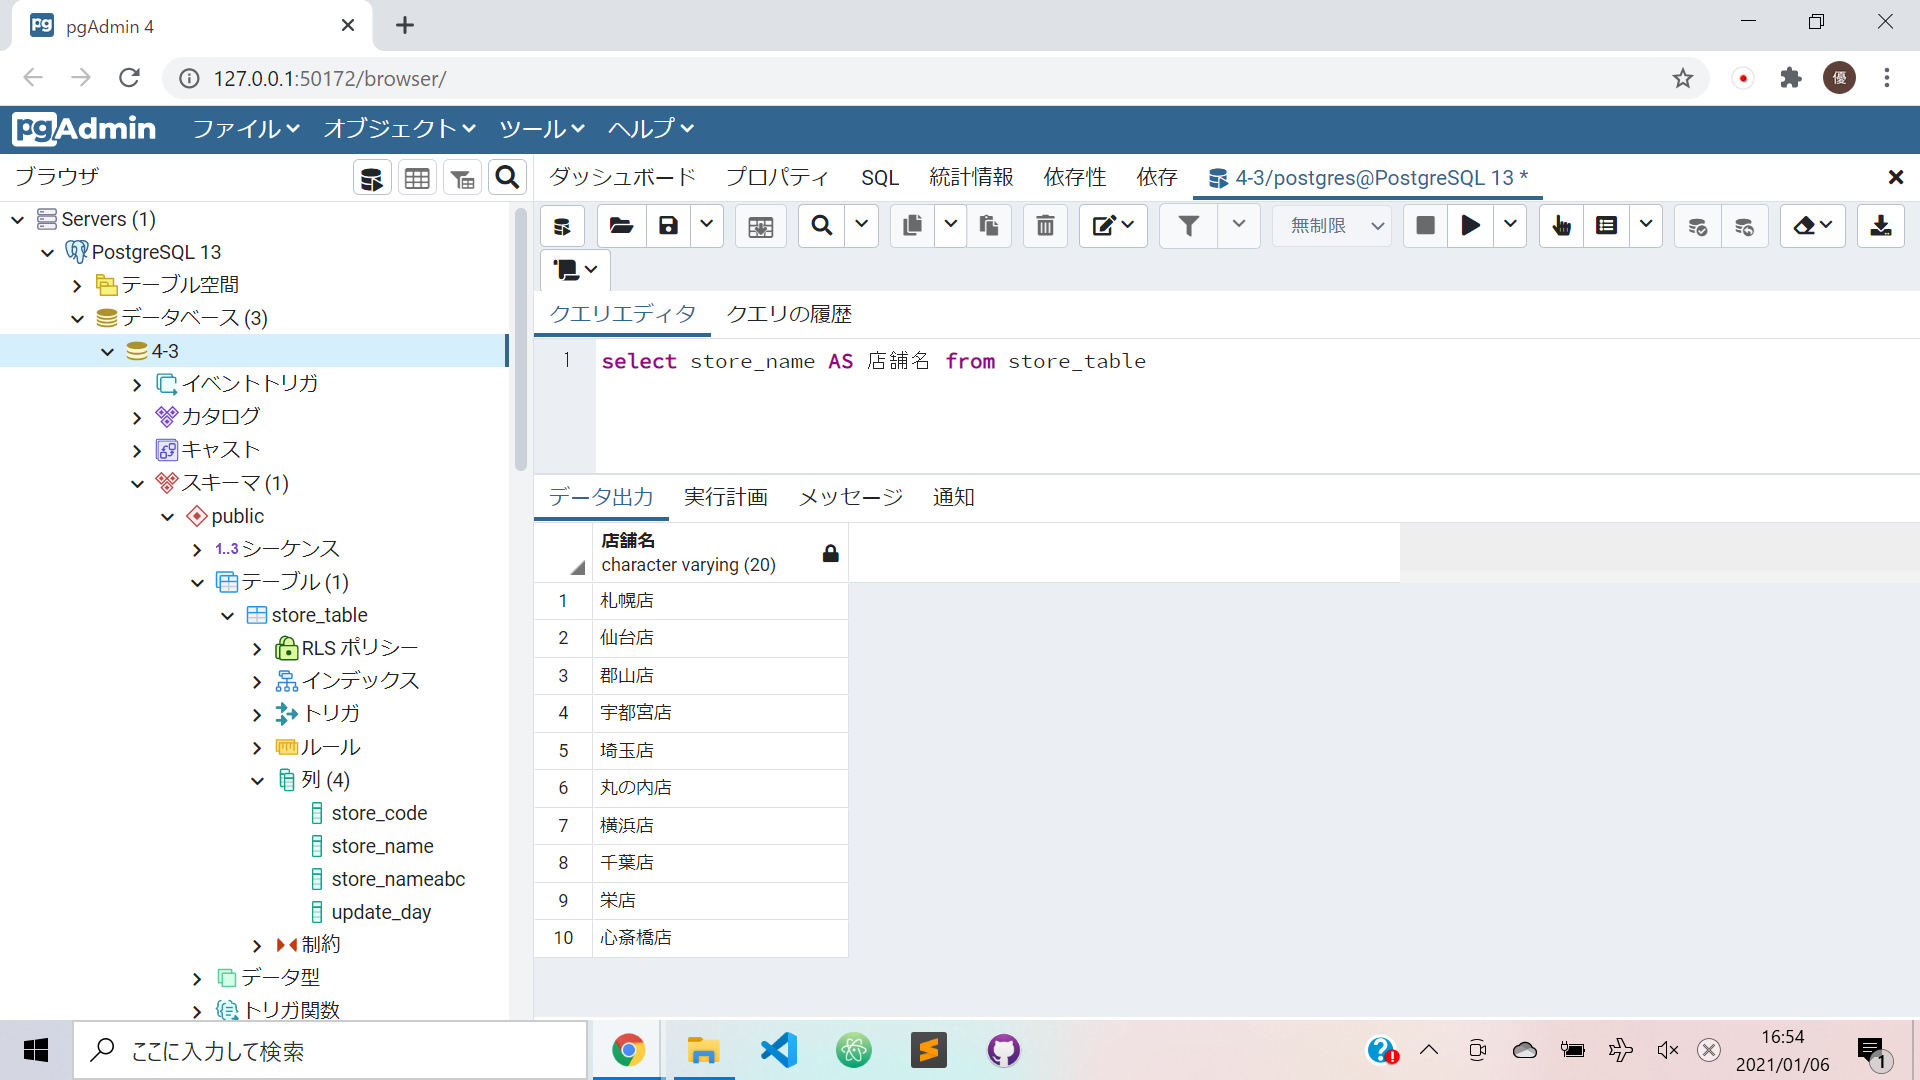 pgAdmin 4
127.0.0.1:50172/browser/
優
pgAdmin ファイル オブジェクト ツール ヘルプ
ブラウザ
ダッシュボード プロパティ SQL 統計情報 依存性 依存 4-3/postgres@PostgreSQL 13 *
無制限
Servers (1)
PostgreSQL 13
テーブル空間
データベース (3)
4-3
イベントトリガ
カタログ
キャスト
スキーマ (1)
public
1..3 シーケンス
テーブル (1)
store_table
RLS ポリシー
インデックス
トリガ
ルール
列 (4)
store_code
store_name
store_nameabc
update_day
制約
データ型
トリガ関数
クエリエディタ クエリの履歴
1 select store_name AS 店舗名 from store_table
データ出力 実行計画 メッセージ 通知
店舗名
character varying (20)
1 札幌店
2 仙台店
3 郡山店
4 宇都宮店
5 埼玉店
6 丸の内店
7 横浜店
8 千葉店
9 栄店
10 心斎橋店
ここに入力して検索
16:54
2021/01/06
1